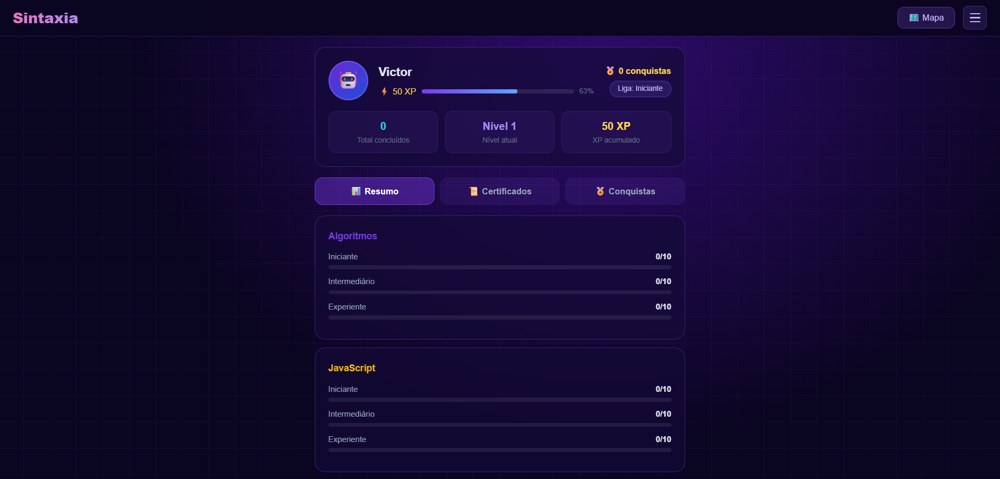 Sintaxia
Mapa
Victor
50 XP
63%
0 conquistas
Liga: Iniciante
0
Total concluídos
Nível 1
Nível atual
50 XP
XP acumulado
Resumo
Certificados
Conquistas
Algoritmos
Iniciante 0/10
Intermediário 0/10
Experiente 0/10
JavaScript
Iniciante 0/10
Intermediário 0/10
Experiente 0/10